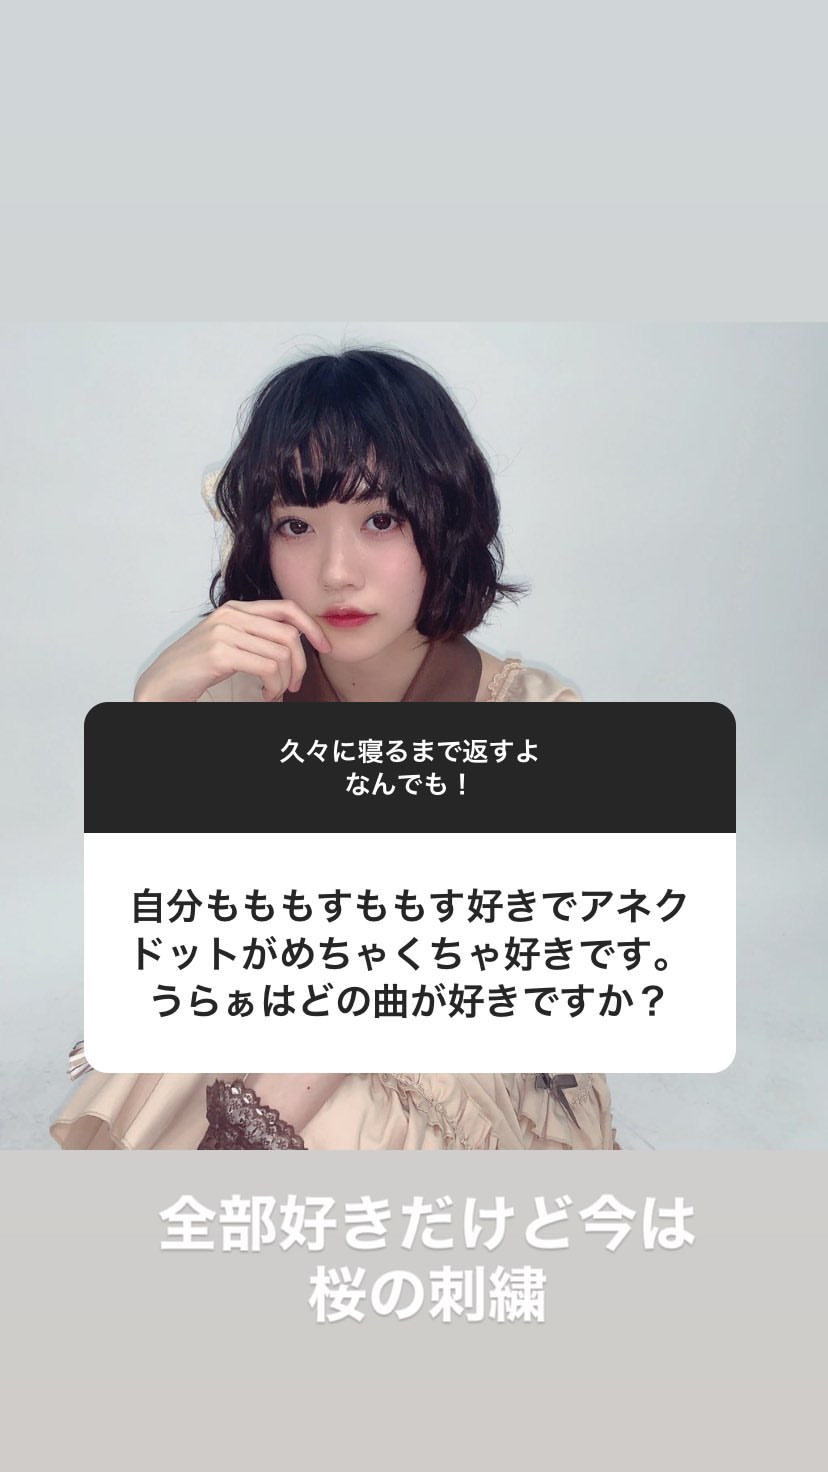 久々に寝るまで返すよ
なんでも！
自分もももすももす好きでアネク
ドットがめちゃくちゃ好きです。
うらぁはどの曲が好きですか？
全部好きだけど今は
桜の刺繍